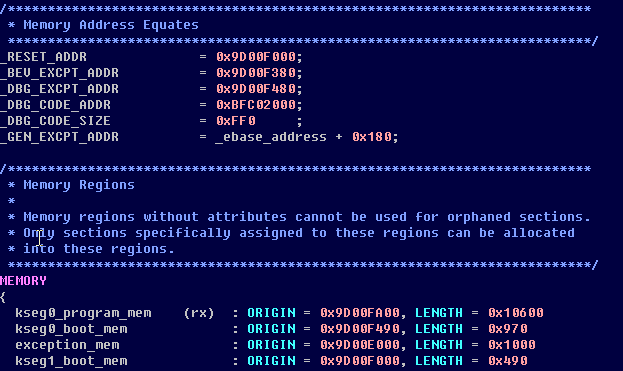 /*************************************************************************
 * Memory Address Equates
 *************************************************************************/
_RESET_ADDR              = 0x9D00F000;
_BEV_EXCPT_ADDR          = 0x9D00F380;
_DBG_EXCPT_ADDR          = 0x9D00F480;
_DBG_CODE_ADDR           = 0xBFC02000;
_DBG_CODE_SIZE           = 0xFF0     ;
_GEN_EXCPT_ADDR          = _ebase_address + 0x180;
/*************************************************************************
 * Memory Regions
 *
 * Memory regions without attributes cannot be used for orphaned sections.
 * Only sections specifically assigned to these regions can be allocated
 * into these regions.
 *************************************************************************/
MEMORY
{
  kseg0_program_mem    (rx)  : ORIGIN = 0x9D00FA00, LENGTH = 0x10600
  kseg0_boot_mem             : ORIGIN = 0x9D00F490, LENGTH = 0x970
  exception_mem              : ORIGIN = 0x9D00E000, LENGTH = 0x1000
  kseg1_boot_mem             : ORIGIN = 0x9D00F000, LENGTH = 0x490